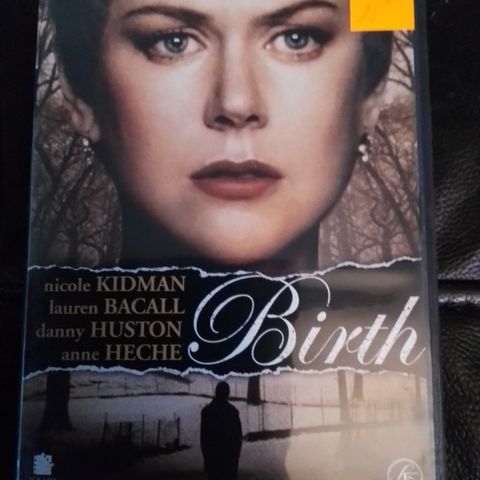 nicole KIDMAN
lauren BACALL
danny HUSTON
anne HECHE
Birth